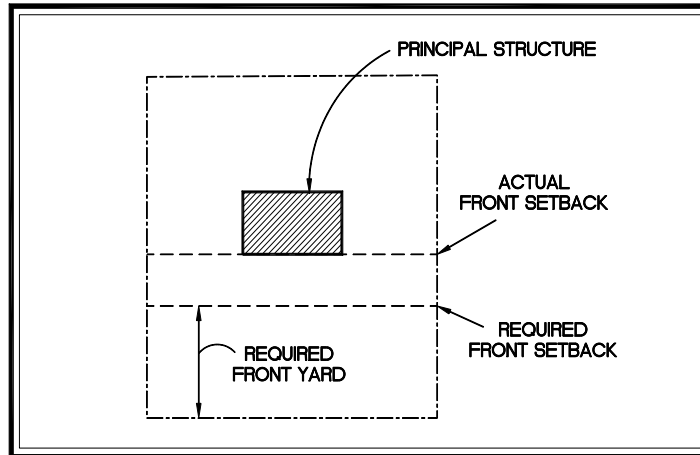 PRINCIPAL STRUCTURE
ACTUAL
FRONT SETBACK
REQUIRED
FRONT SETBACK
REQUIRED
FRONT YARD